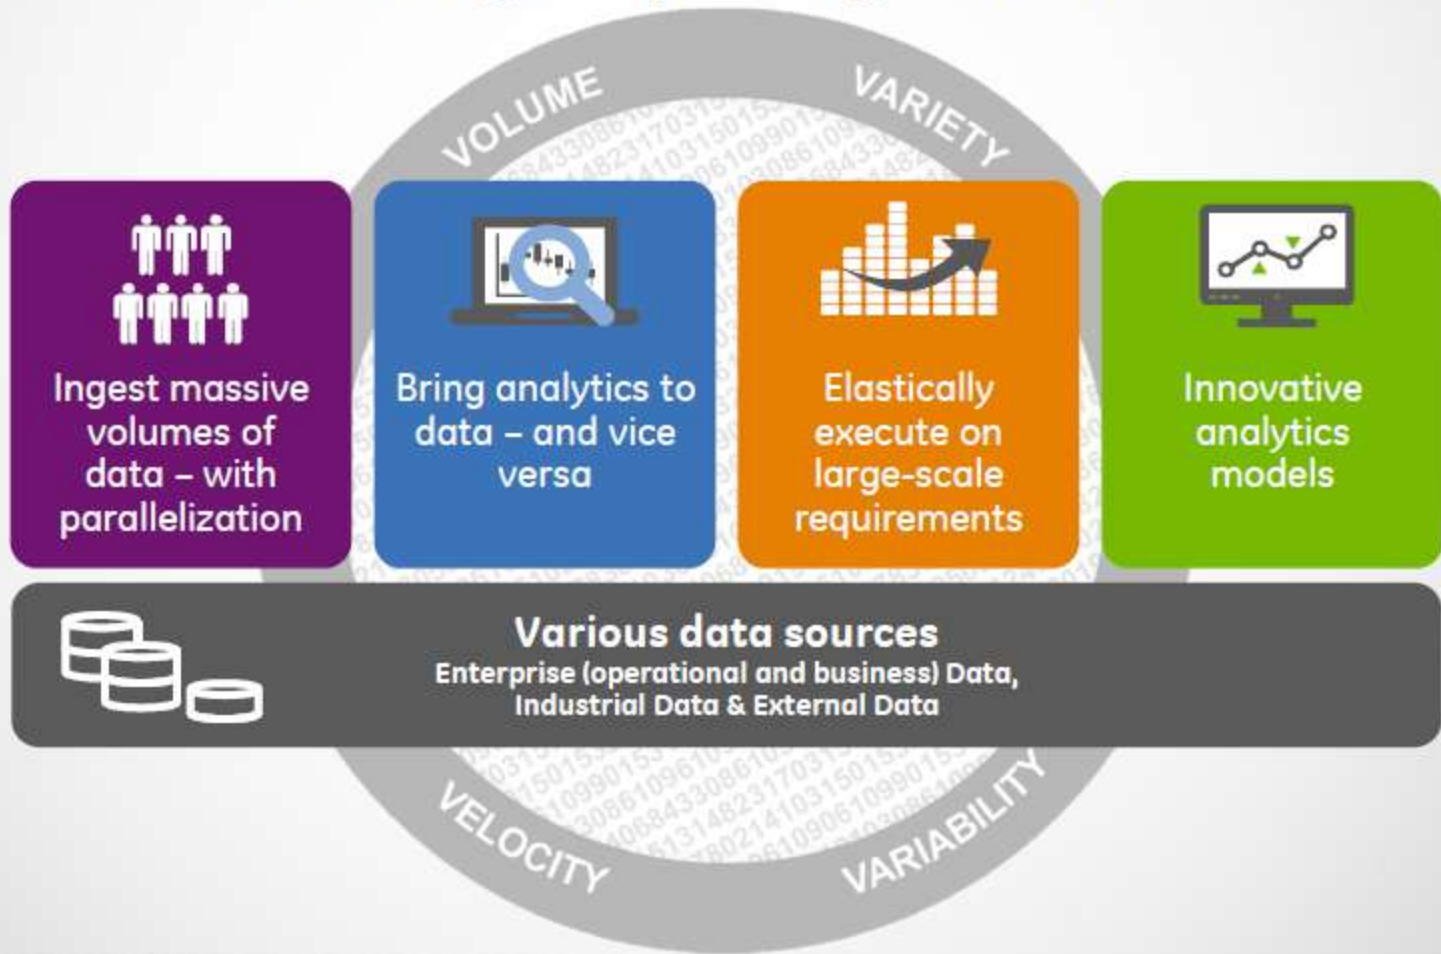 VOLUME
VARIETY
Ingest massive
volumes of
data – with
parallelization
Bring analytics to
data – and vice
versa
Elastically
execute on
large-scale
requirements
Innovative
analytics
models
Various data sources
Enterprise (operational and business) Data,
Industrial Data & External Data
VELOCITY
VARIABILITY